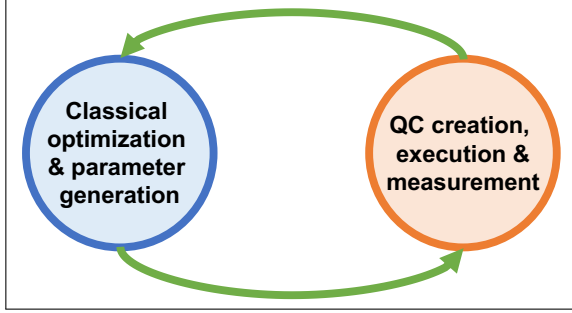 Classical
optimization
& parameter
generation
QC creation,
execution &
measurement